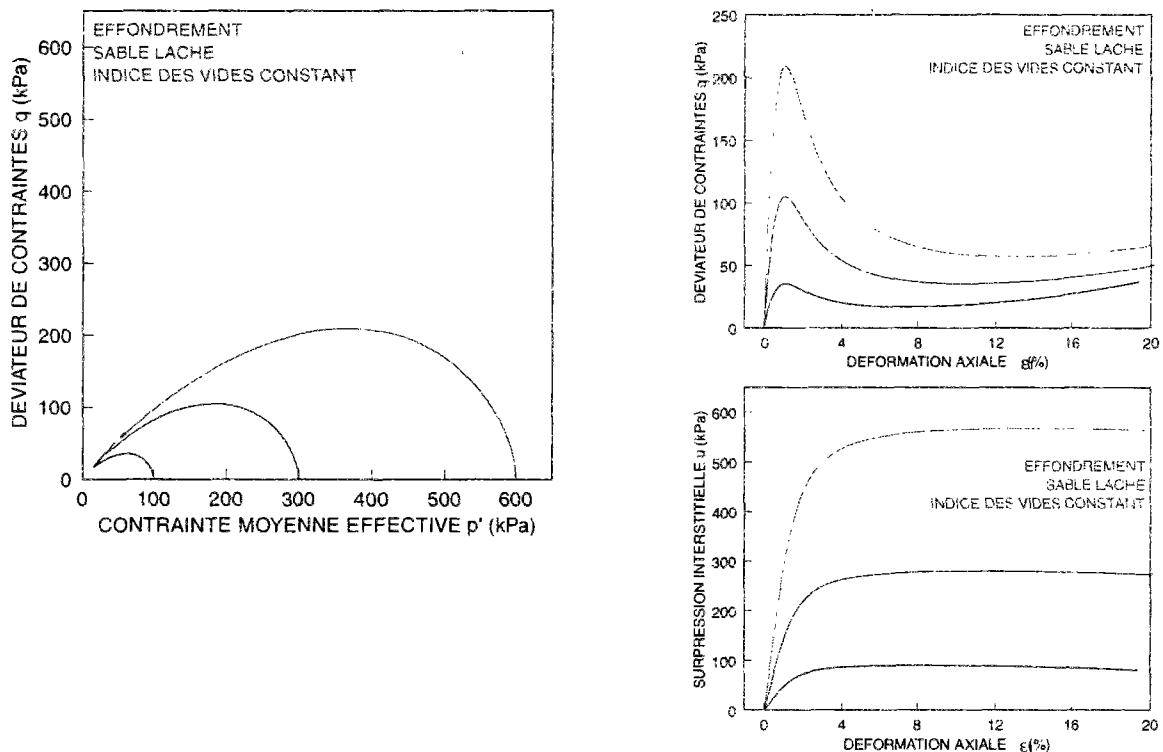 EFFONDREMENT
SABLE LACHE
INDICE DES VIDES CONSTANT
DEVIATEUR DE CONTRAINTES q (kPa)
600
500
400
300
200
100
0
0 100 200 300 400 500 600
CONTRAINTE MOYENNE EFFECTIVE p' (kPa)
EFFONDREMENT
SABLE LACHE
INDICE DES VIDES CONSTANT
DEVIATEUR DE CONTRAINTES q (kPa)
250
200
150
100
50
0
0 4 8 12 16 20
DEFORMATION AXIALE ε(%)
EFFONDREMENT
SABLE LACHE
INDICE DES VIDES CONSTANT
SURPRESSION INTERSTITIELLE u (kPa)
600
500
400
300
200
100
0
0 4 8 12 16 20
DEFORMATION AXIALE ε(%)